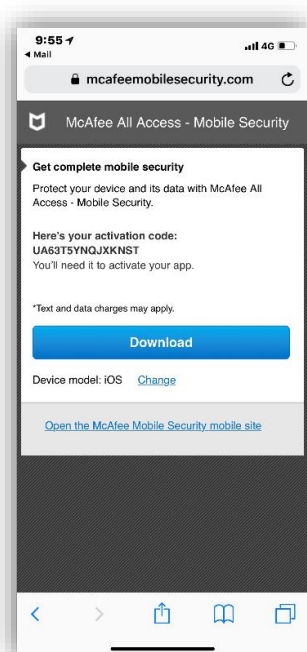 9:55
4G
Mail
mcafeemobilesecurity.com
McAfee All Access - Mobile Security
Get complete mobile security
Protect your device and its data with McAfee All
Access - Mobile Security.
Here's your activation code:
UA63T5YNQJXKNST
You'll need it to activate your app.
*Text and data charges may apply.
Download
Device model: iOS Change
Open the McAfee Mobile Security mobile site